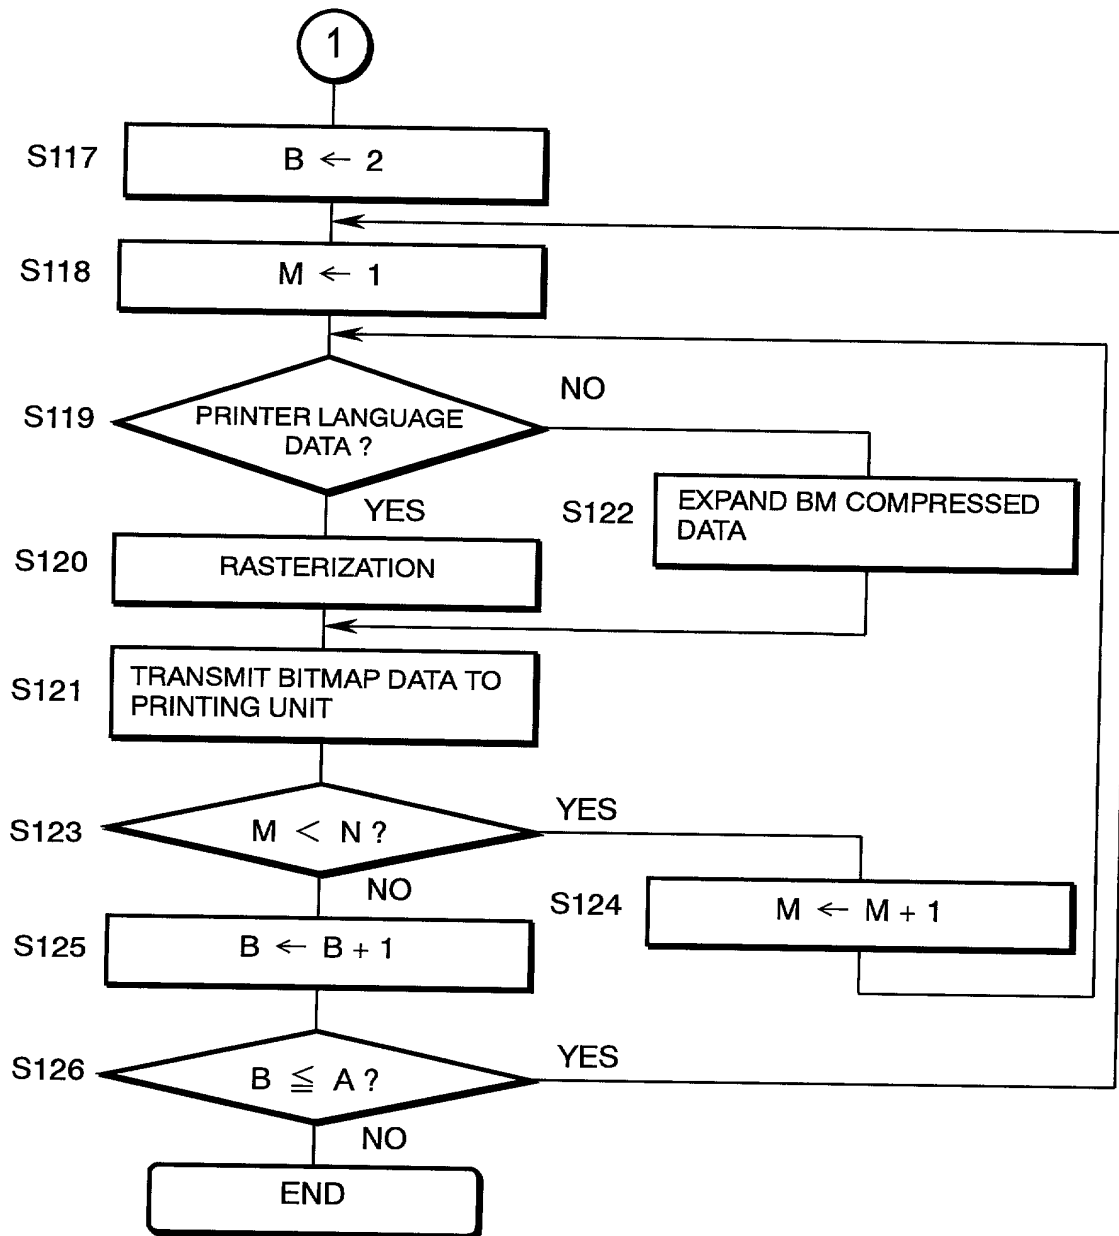 1
S117
B ← 2
S118
M ← 1
S119
PRINTER LANGUAGE
DATA ?
NO
YES
S122
EXPAND BM COMPRESSED
DATA
S120
RASTERIZATION
S121
TRANSMIT BITMAP DATA TO
PRINTING UNIT
S123
M < N ?
YES
NO
S124
M ← M + 1
S125
B ← B + 1
S126
B ≦ A ?
YES
NO
END